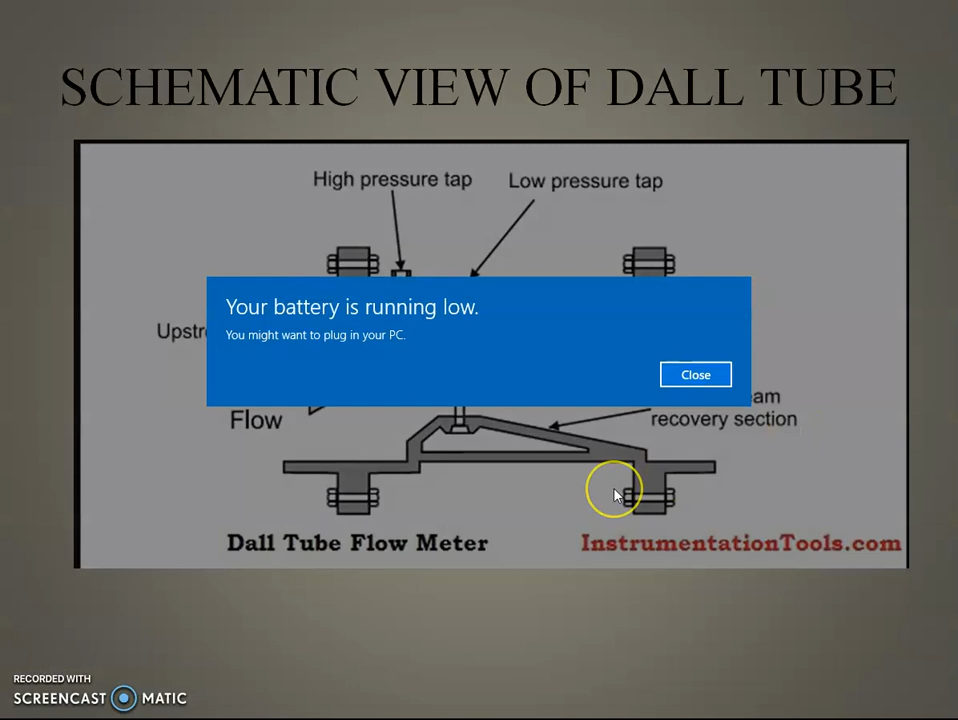 SCHEMATIC VIEW OF DALL TUBE
High pressure tap
Low pressure tap
Your battery is running low.
You might want to plug in your PC.
Close
Flow
recovery section
Dall Tube Flow Meter
InstrumentationTools.com
RECORDED WITH
SCREENCAST MATIC